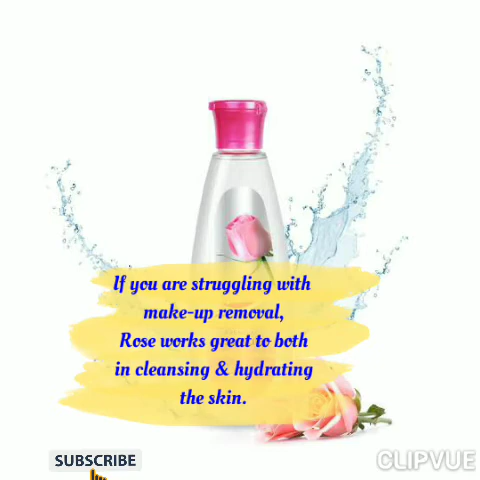 If you are struggling with
make-up removal,
Rose works great to both
in cleansing & hydrating
the skin.
SUBSCRIBE
CLIPVUE